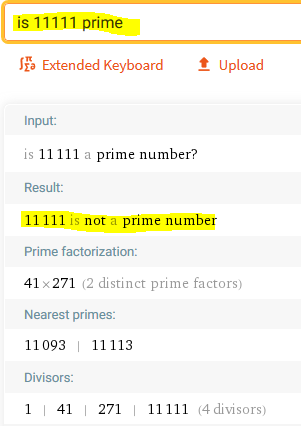 is 11111 prime
Extended Keyboard Upload
Input:
is 11 111 a prime number?
Result:
11 111 is not a prime number
Prime factorization:
41×271 (2 distinct prime factors)
Nearest primes:
11 093 | 11 113
Divisors:
1 | 41 | 271 | 11 111 (4 divisors)